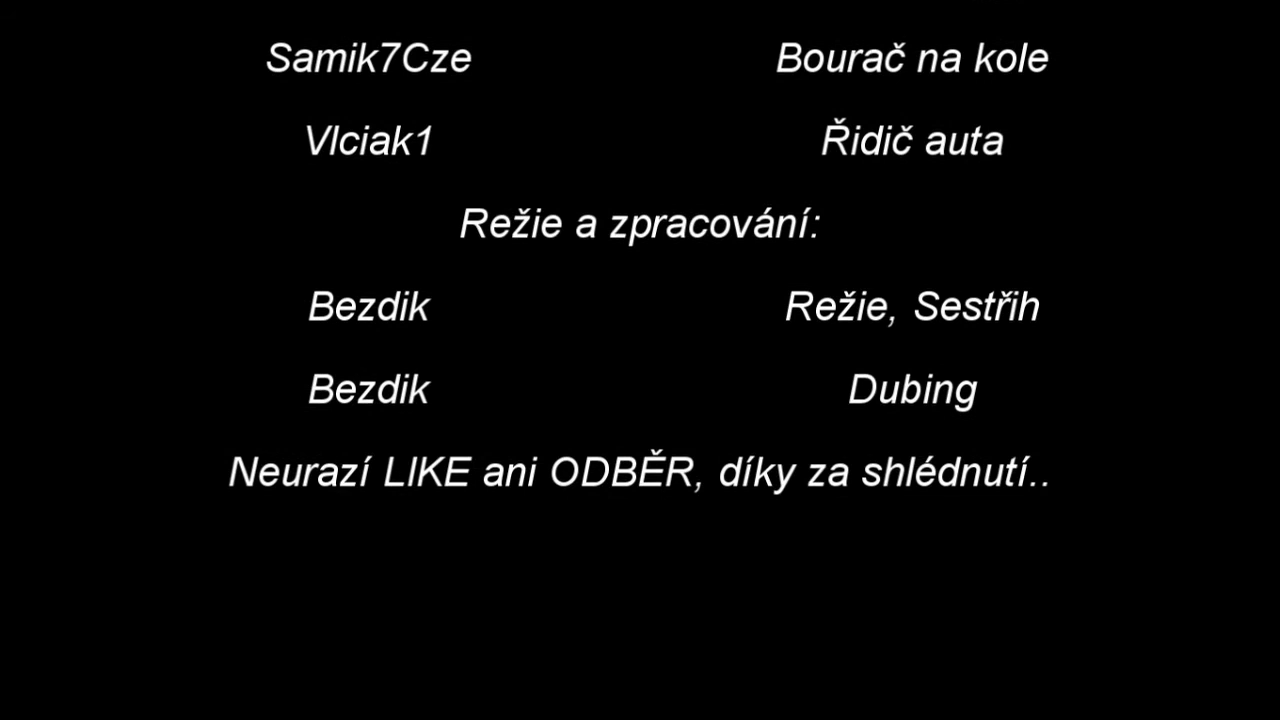 Samik7Cze Bourač na kole
Vlciak1 Řidič auta
Režie a zpracování:
Bezdik Režie, Sestřih
Bezdik Dubing
Neurazí LIKE ani ODBĚR, díky za shlédnutí..